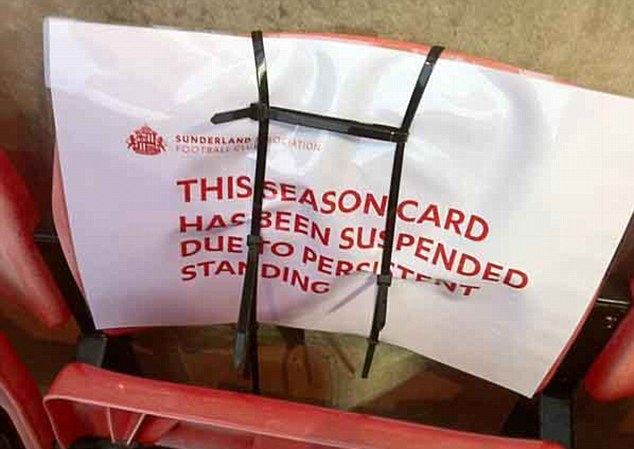 SUNDERLAND ASSOCIATION
FOOTBALL CLUB
THIS SEASON CARD
HAS BEEN SUSPENDED
DUE TO PERSISTENT
STANDING